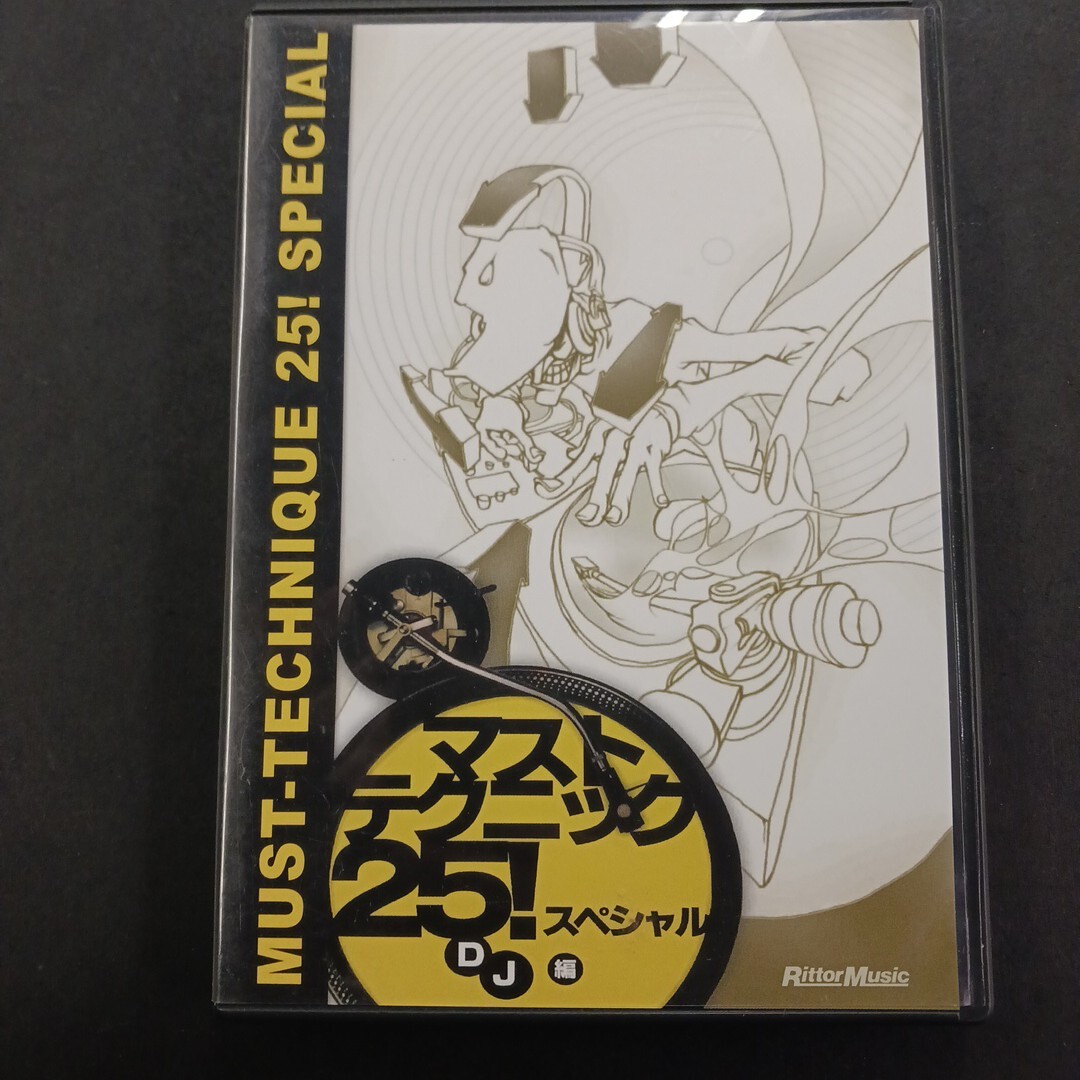 MUST-TECHNIQUE 25! SPECIAL
マスト
テクニック
25! スペシャル
DJ 編
RittorMusic